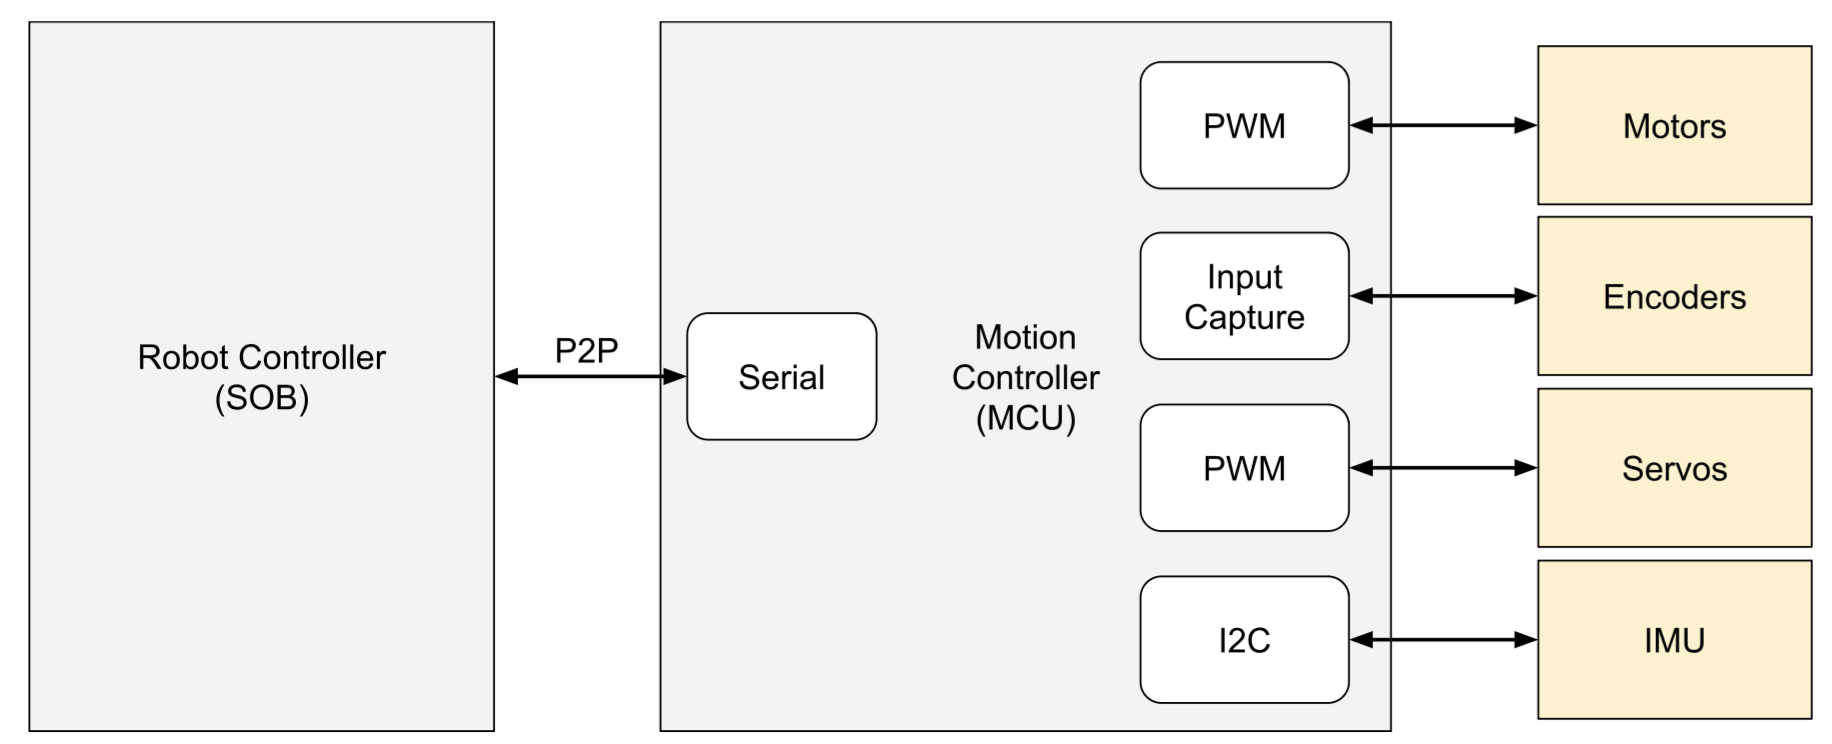 Robot Controller
(SOB)
P2P
Serial
Motion
Controller
(MCU)
PWM
Input
Capture
PWM
I2C
Motors
Encoders
Servos
IMU